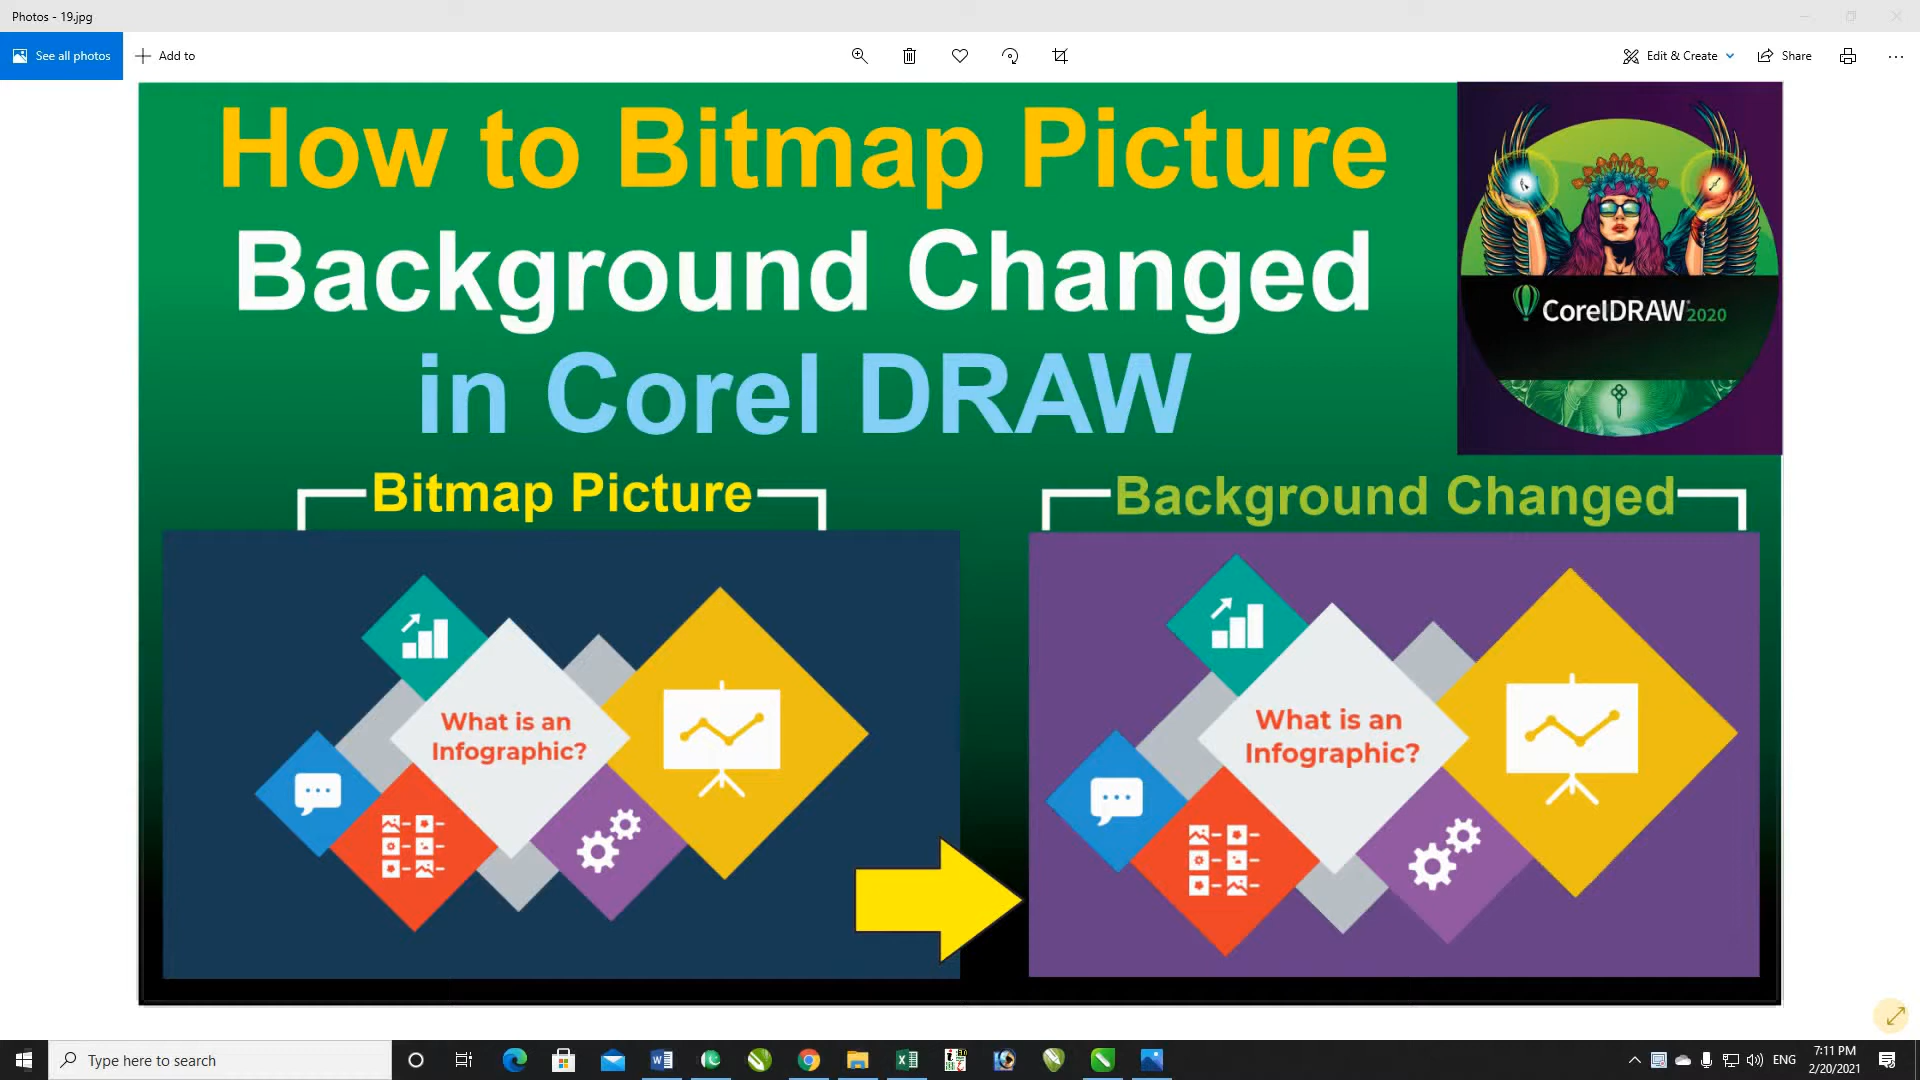 Photos - 19.jpg
See all photos
Add to
Edit & Create
Share
How to Bitmap Picture
Background Changed
in Corel DRAW
CorelDRAW 2020
Bitmap Picture
Background Changed
What is an
Infographic?
What is an
Infographic?
Type here to search
ENG
7:11 PM
2/20/2021